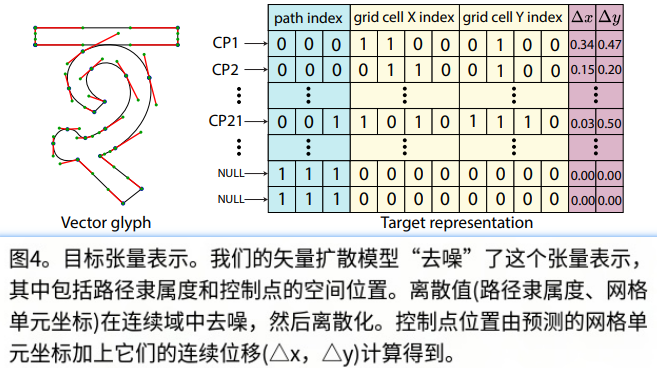 path index grid cell X index grid cell Y index Δx Δy
CP1 0 0 0 1 1 0 0 0 1 0 0 0.34 0.47
CP2 0 0 0 0 1 1 0 0 1 0 0 0.15 0.20
CP21 0 0 1 1 0 1 0 1 1 1 0 0.03 0.50
NULL 1 1 1 0 0 0 0 0 0 0 0 0.00 0.00
NULL 1 1 1 0 0 0 0 0 0 0 0 0.00 0.00
Vector glyph Target representation
图4。目标张量表示。我们的矢量扩散模型“去噪”了这个张量表示，
其中包括路径隶属度和控制点的空间位置。离散值(路径隶属度、网格
单元坐标)在连续域中去噪，然后离散化。控制点位置由预测的网格单
元坐标加上它们的连续位移(△x，△y)计算得到。